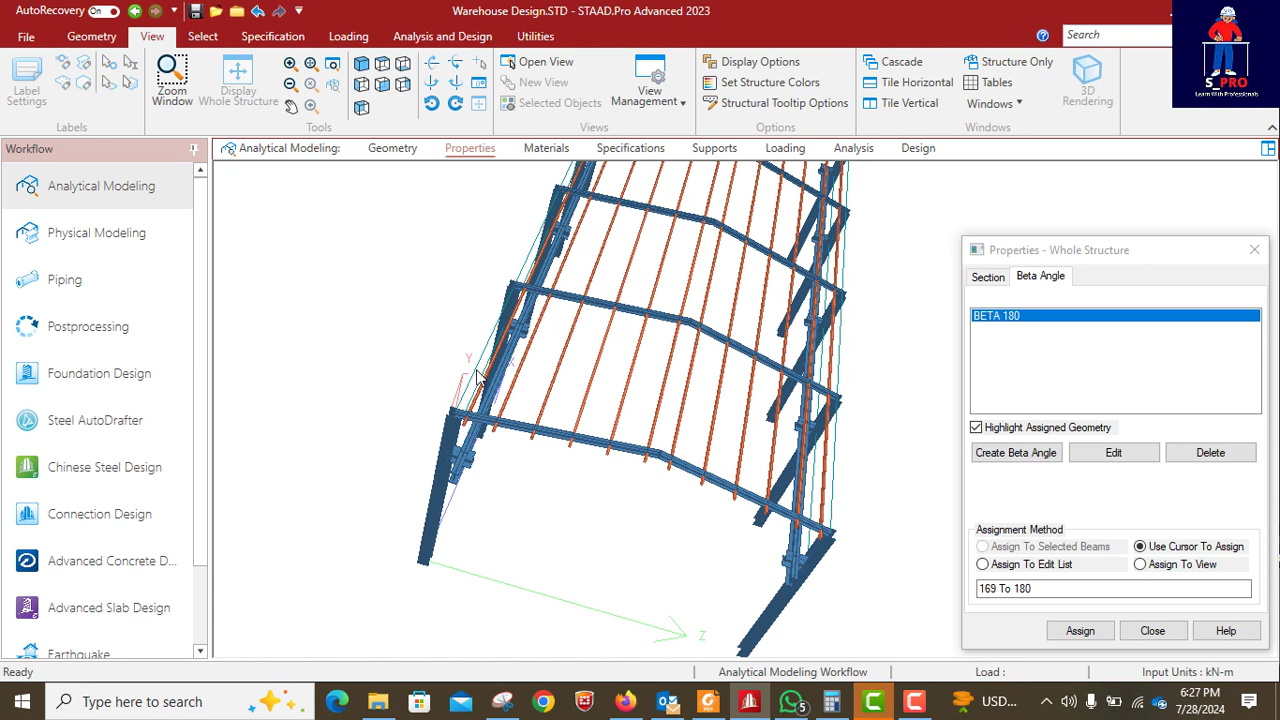 AutoRecovery On
Warehouse Design.STD - STAAD.Pro Advanced 2023
File
Geometry
View
Select
Specification
Loading
Analysis and Design
Utilities
Search
S_PRO
Learn With Professionals
Label Settings
Labels
Zoom Window
Display Whole Structure
Tools
Open View
New View
Selected Objects
View Management
Views
Display Options
Set Structure Colors
Structural Tooltip Options
Options
Cascade
Tile Horizontal
Tile Vertical
Structure Only
Tables
Windows
Windows
3D Rendering
Workflow
Analytical Modeling:
Geometry
Properties
Materials
Specifications
Supports
Loading
Analysis
Design
Analytical Modeling
Physical Modeling
Piping
Postprocessing
Foundation Design
Steel AutoDrafter
Chinese Steel Design
Connection Design
Advanced Concrete D...
Advanced Slab Design
Earthquake
Y
X
Z
Properties - Whole Structure
Section
Beta Angle
BETA 180
Highlight Assigned Geometry
Create Beta Angle
Edit
Delete
Assignment Method
Assign To Selected Beams
Use Cursor To Assign
Assign To Edit List
Assign To View
169 To 180
Assign
Close
Help
Ready
Analytical Modeling Workflow
Load :
Input Units : kN-m
Type here to search
5
USD...
6:27 PM
7/28/2024